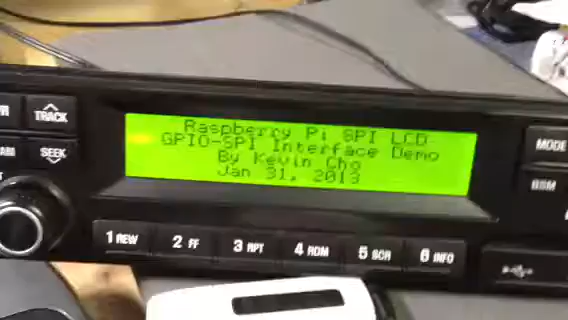 TRACK
SEEK
Raspberry Pi SPI LCD
GPIO-SPI Interface Demo
By Kevin Cho
Jan 31, 2013
MODE
1 REW
2 FF
3 RPT
4 RDM
5 SCR
6 INFO